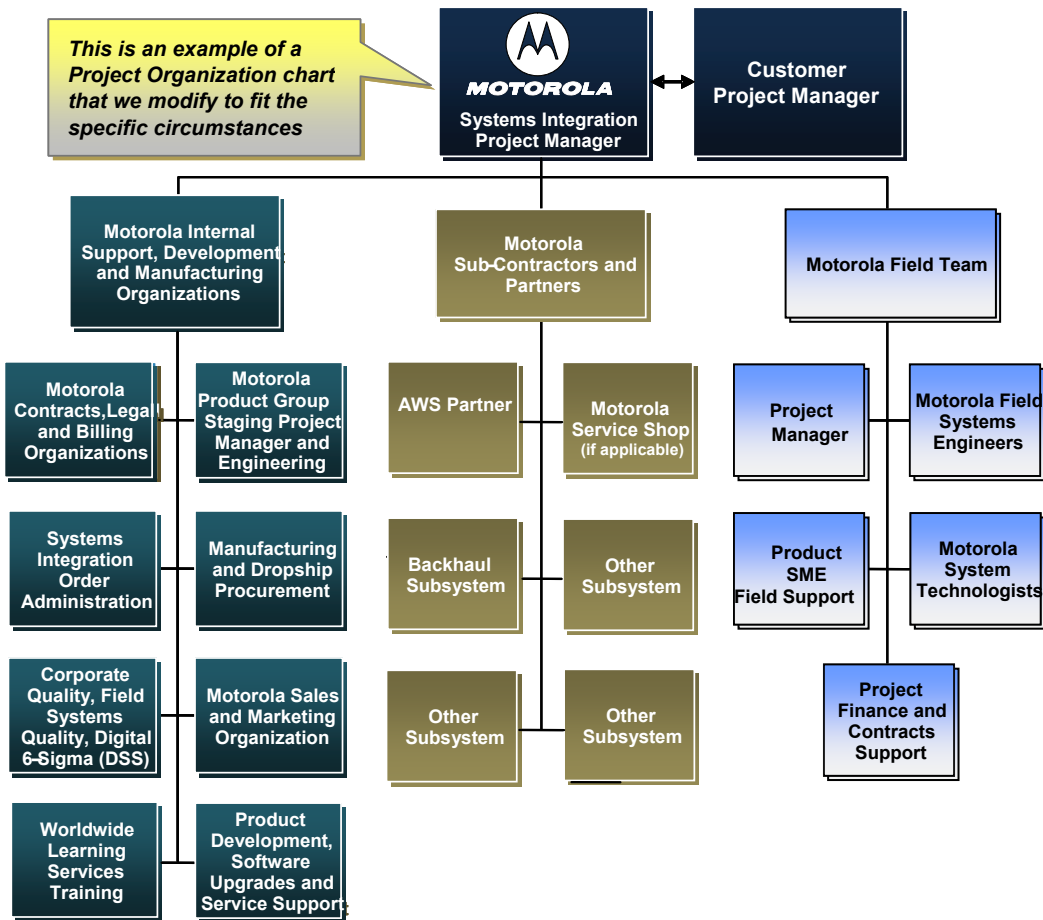 This is an example of a
Project Organization chart
that we modify to fit the
specific circumstances
MOTOROLA
Systems Integration
Project Manager
Customer
Project Manager
Motorola Internal
Support, Development,
and Manufacturing
Organizations
Motorola
Sub-Contractors and
Partners
Motorola Field Team
Motorola
Contracts,Legal
and Billing
Organizations
Motorola
Product Group
Staging Project
Manager and
Engineering
AWS Partner
Motorola
Service Shop
(if applicable)
Project
Manager
Motorola Field
Systems
Engineers
Systems
Integration
Order
Administration
Manufacturing
and Dropship
Procurement
Backhaul
Subsystem
Other
Subsystem
Product
SME
Field Support
Motorola
System
Technologists
Corporate
Quality, Field
Systems
Quality, Digital
6-Sigma (DSS)
Motorola Sales
and Marketing
Organization
Other
Subsystem
Other
Subsystem
Project
Finance and
Contracts
Support
Worldwide
Learning
Services
Training
Product
Development,
Software
Upgrades and
Service Support